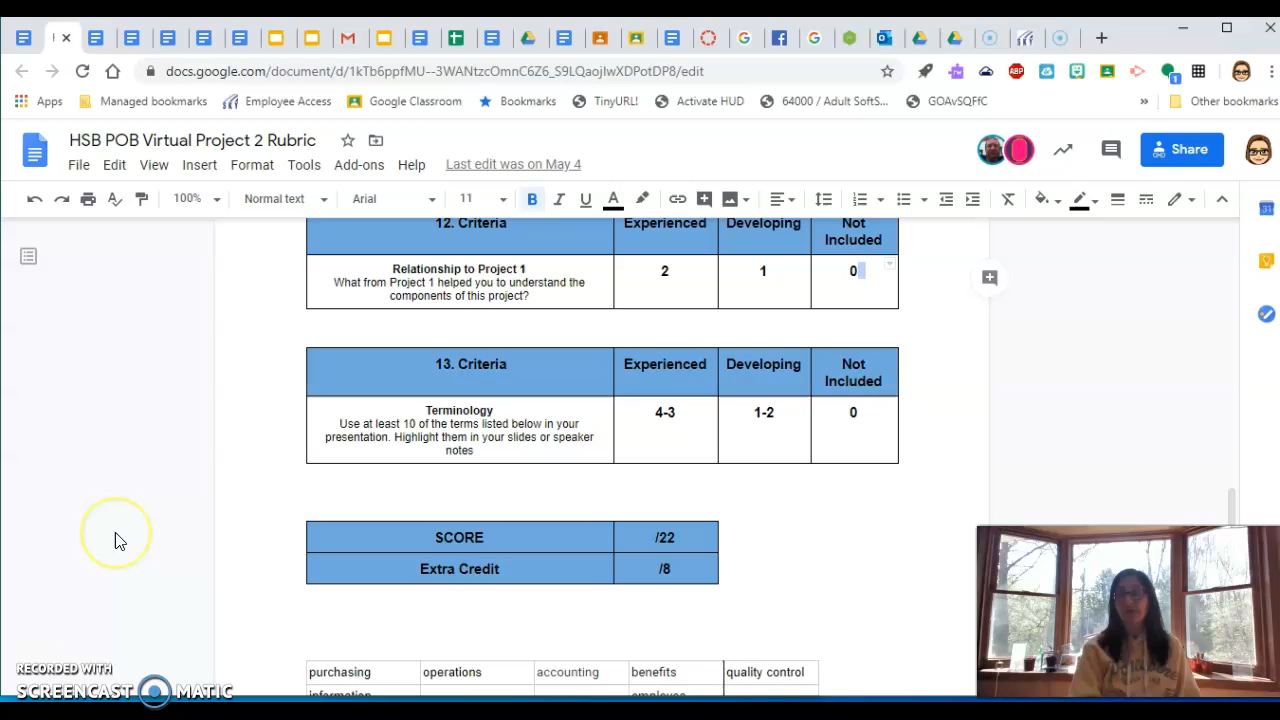 docs.google.com/document/d/1kTb6ppfMU--3WANtzcOmnC6Z6_S9LQaojIwXDPotDP8/edit
ABP
1
Apps Managed bookmarks Employee Access Google Classroom Bookmarks TinyURL! Activate HUD 64000 / Adult SoftS... GOAvSQFfC » Other bookmarks
HSB POB Virtual Project 2 Rubric
File Edit View Insert Format Tools Add-ons Help Last edit was on May 4
Share
100% Normal text Arial 11 B I U A
12. Criteria Experienced Developing Not
Included
Relationship to Project 1 2 1 0
What from Project 1 helped you to understand the
components of this project?
13. Criteria Experienced Developing Not
Included
Terminology 4-3 1-2 0
Use at least 10 of the terms listed below in your
presentation. Highlight them in your slides or speaker
notes
SCORE /22
Extra Credit /8
purchasing operations accounting benefits quality control
information employee
RECORDED WITH
SCREENCAST MATIC